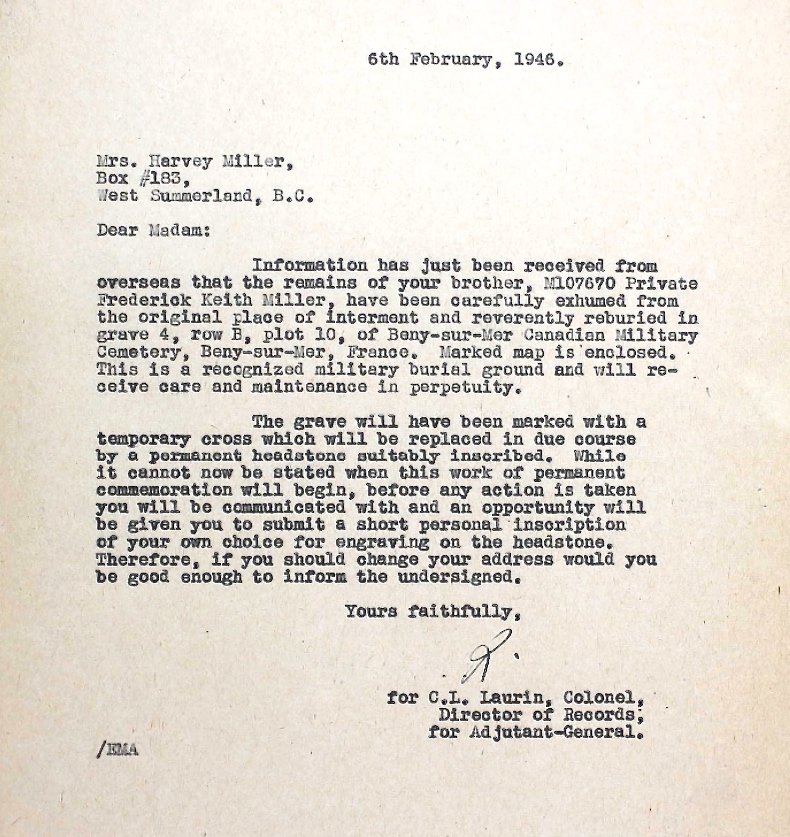 6th February, 1946.
Mrs. Harvey Miller,
Box #183,
West Summerland, B.C.
Dear Madam:
Information has just been received from
overseas that the remains of your brother, M107670 Private
Frederick Keith Miller, have been carefully exhumed from
the original place of interment and reverently reburied in
grave 4, row B, plot 10, of Beny-sur-Mer Canadian Military
Cemetery, Beny-sur-Mer, France. Marked map is enclosed.
This is a recognized military burial ground and will re-
ceive care and maintenance in perpetuity.
The grave will have been marked with a
temporary cross which will be replaced in due course
by a permanent headstone suitably inscribed. While
it cannot now be stated when this work of permanent
commemoration will begin, before any action is taken
you will be communicated with and an opportunity will
be given you to submit a short personal inscription
of your own choice for engraving on the headstone.
Therefore, if you should change your address would you
be good enough to inform the undersigned.
Yours faithfully,
for C.L. Laurin, Colonel,
Director of Records,
for Adjutant-General.
/EMA